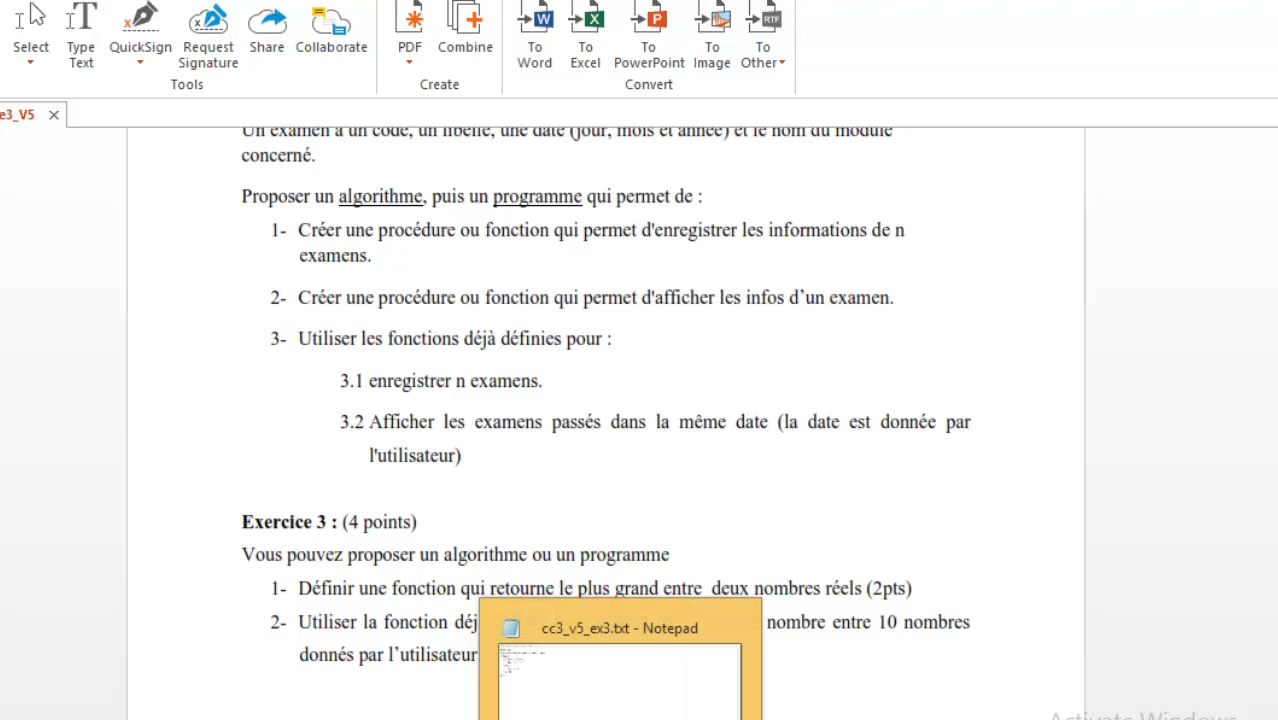 Select
Type
Text
QuickSign
Request
Signature
Share
Collaborate
PDF
Combine
To
Word
To
Excel
To
PowerPoint
To
Image
To
Other
Tools
Create
Convert
e3_V5
Un examen a un code, un libellé, une date (jour, mois et année) et le nom du module
concerné.
Proposer un algorithme, puis un programme qui permet de :
1- Créer une procédure ou fonction qui permet d'enregistrer les informations de n
examens.
2- Créer une procédure ou fonction qui permet d'afficher les infos d’un examen.
3- Utiliser les fonctions déjà définies pour :
3.1 enregistrer n examens.
3.2 Afficher les examens passés dans la même date (la date est donnée par
l'utilisateur)
Exercice 3 : (4 points)
Vous pouvez proposer un algorithme ou un programme
1- Définir une fonction qui retourne le plus grand entre deux nombres réels (2pts)
2- Utiliser la fonction déj nombre entre 10 nombres
donnés par l’utilisateur.
cc3_v5_ex3.txt - Notepad
Activate Windows